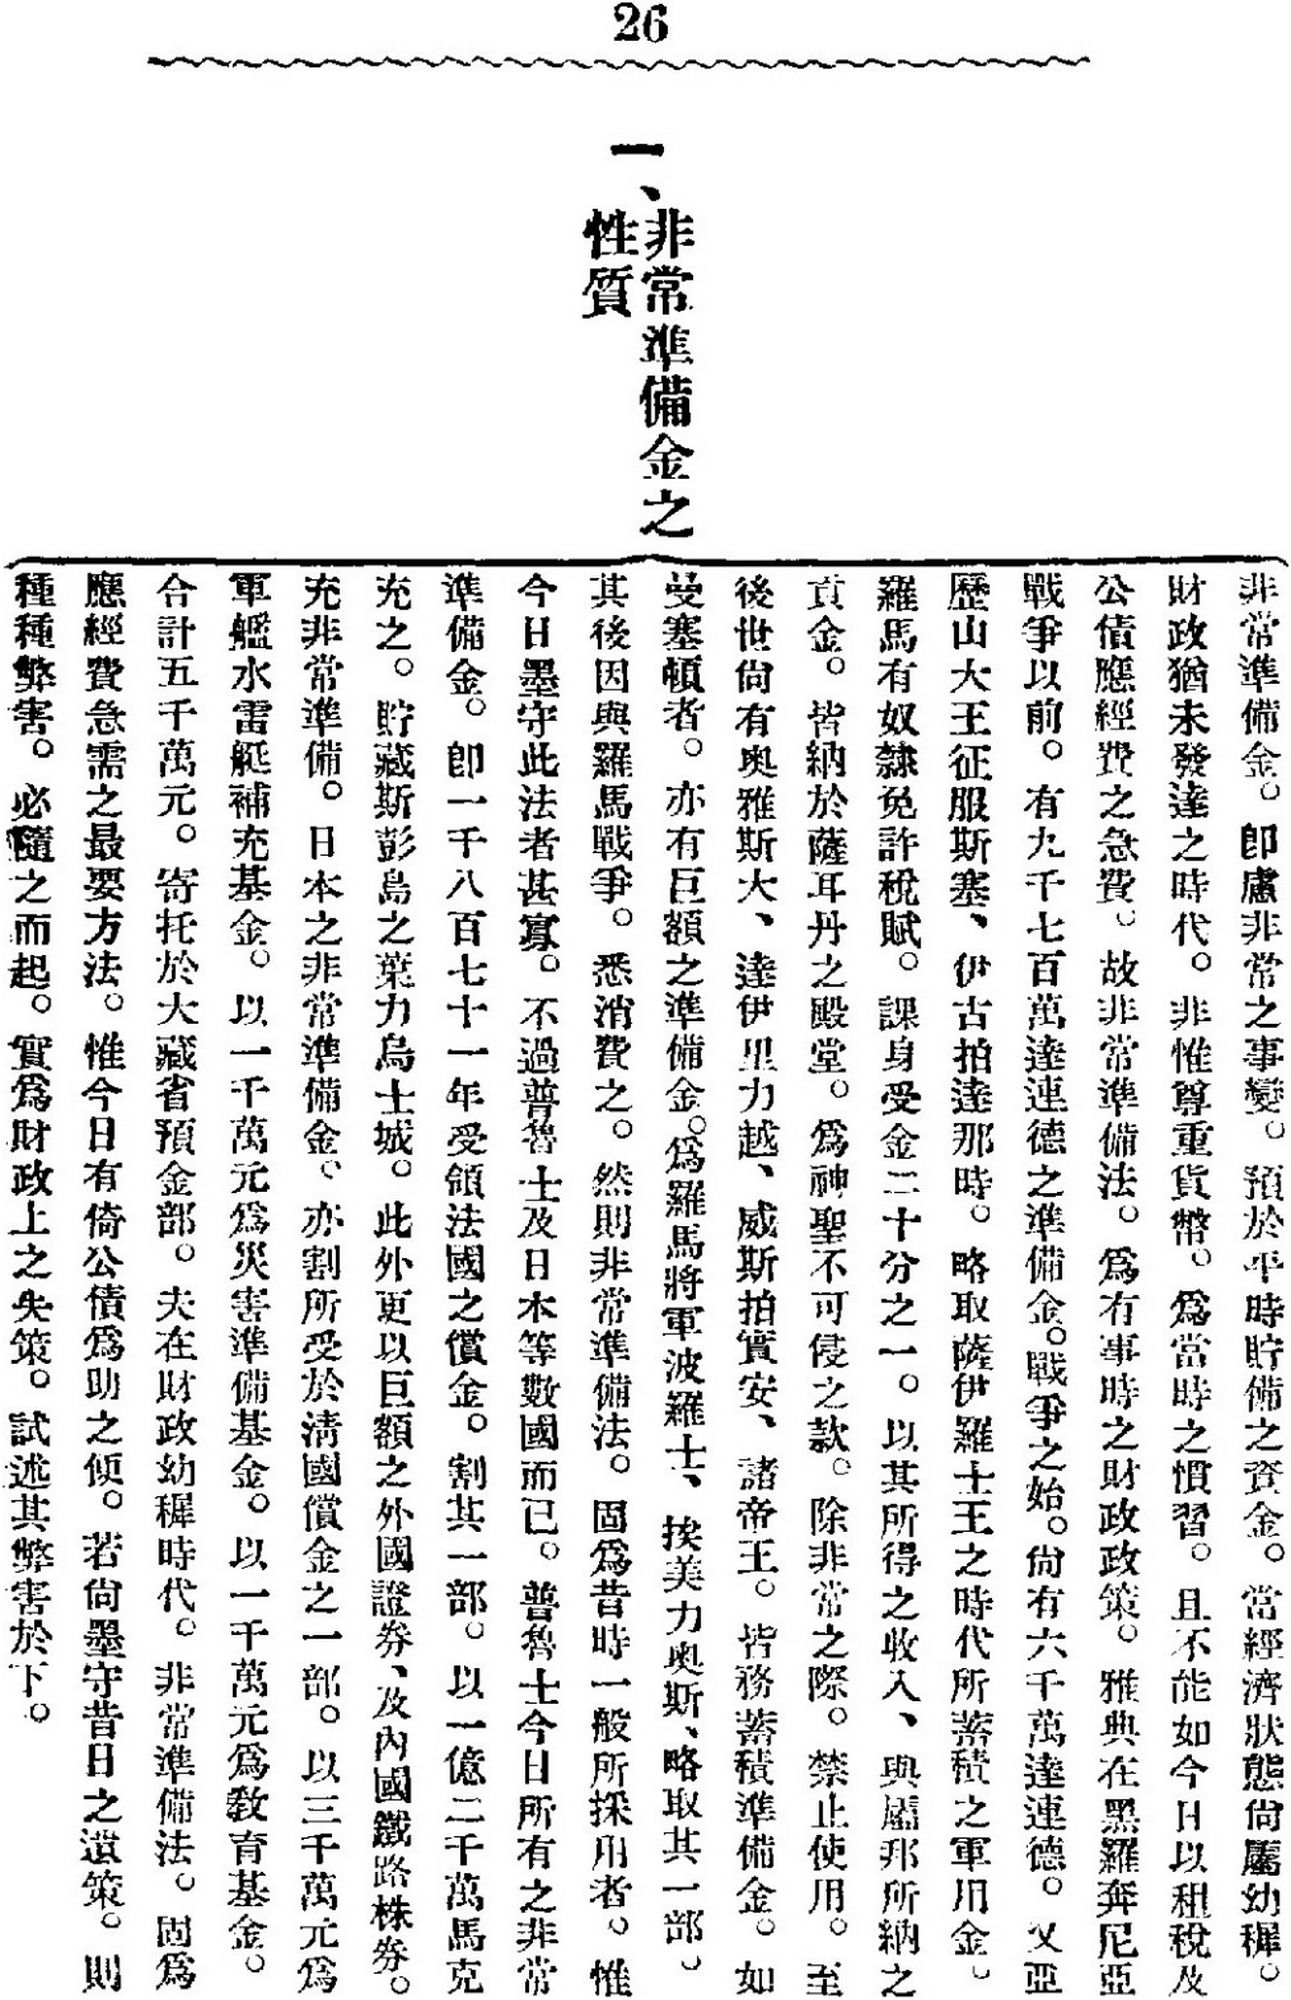 26
一、非常準備金之
性質
非常準備金。卽慮非常之事變。預於平時貯備之資金。當經濟狀態尙屬幼穉。
財政猶未發達之時代。非惟尊重貨幣。爲當時之慣習。且不能如今日以租稅及
公債應經費之急費。故非常準備法。爲有事時之財政政策。雅典在黑羅奔尼亞
戰爭以前。有九千七百萬達連德之準備金。戰爭之始。尙有六千萬達連德。又亞
歷山大王征服斯塞、伊古拍達那時。略取薩伊羅士王之時代所蓄積之軍用金。
羅馬有奴隸免許稅賦。課身受金二十分之一。以其所得之收入、與屬邦所納之
貢金。皆納於薩耳丹之殿堂。爲神聖不可侵之款。除非常之際。禁止使用。至
後世尙有奥雅斯大、達伊里力越、威斯拍實安、諸帝王。皆務蓄積準備金。如
曼塞頓者。亦有巨額之準備金。爲羅馬將軍波羅士、挨美力奥斯、略取其一部。
其後因與羅馬戰爭。悉消費之。然則非常準備法。固爲昔時一般所採用者。惟
今日墨守此法者甚寡。不過普魯士及日本等數國而已。普魯士今日所有之非常
準備金。卽一千八百七十一年受領法國之償金。割其一部。以一億二千萬馬克
充之。貯藏斯彭島之葉力烏士城。此外更以巨額之外國證券、及內國鐵路株券。
充非常準備。日本之非常準備金、亦割所受於淸國償金之一部。以三千萬元爲
軍艦水雷艇補充基金。以一千萬元爲災害準備基金。以一千萬元爲敎育基金。
合計五千萬元。寄托於大藏省預金部。夫在財政幼穉時代。非常準備法。固爲
應經費急需之最要方法。惟今日有倚公債爲助之便。若尙墨守昔日之遺策。則
種種弊害。必隨之而起。實爲財政上之失策。試述其弊害於下。